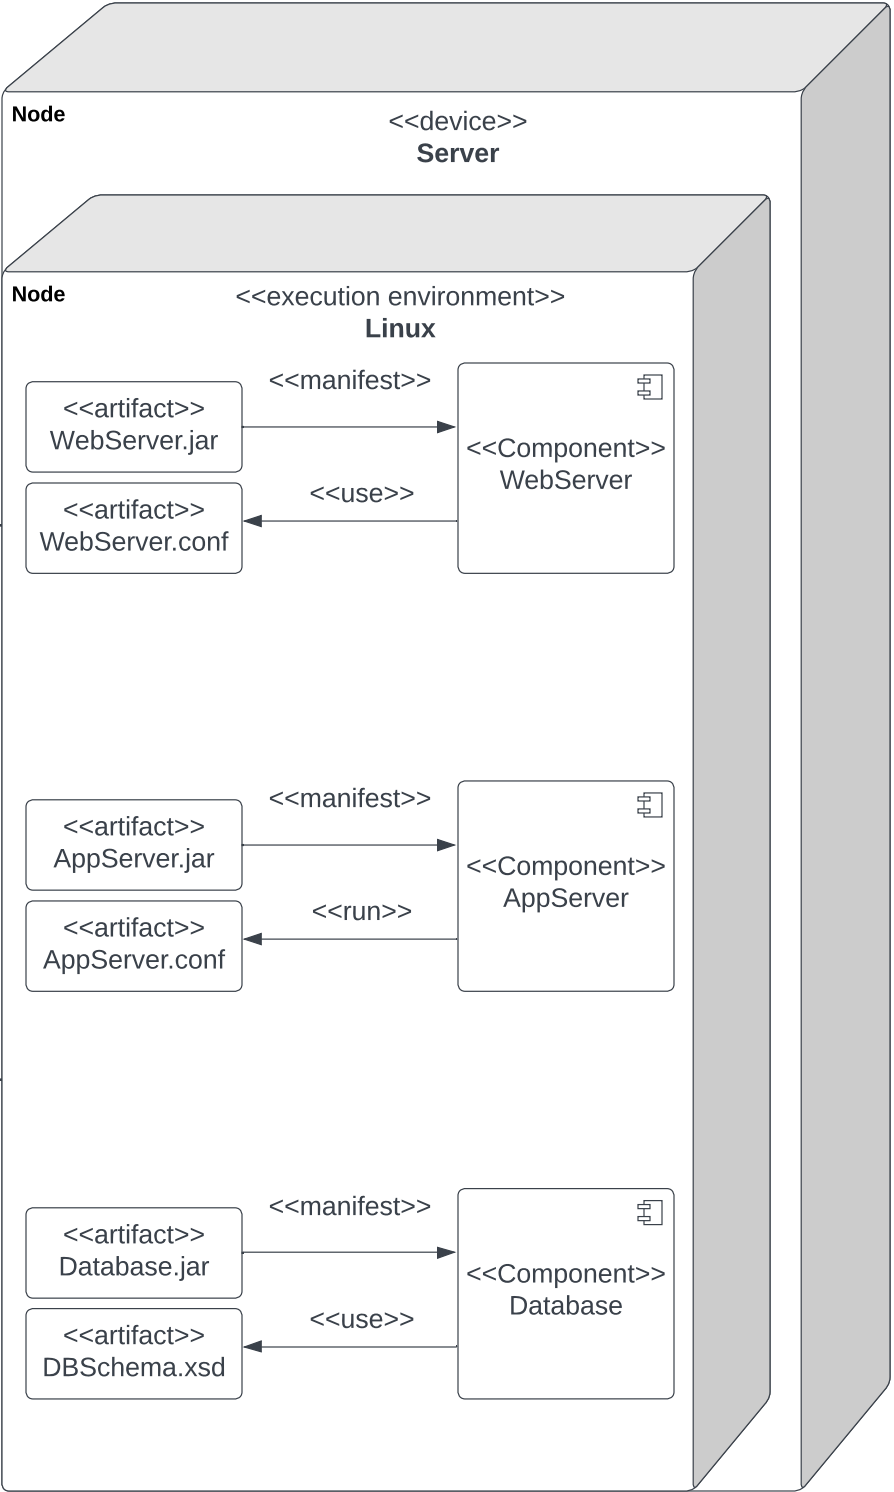 Node
<<device>>
Server
Node
<<execution environment>>
Linux
<<artifact>>
WebServer.jar
<<manifest>>
<<Component>>
WebServer
<<artifact>>
WebServer.conf
<<use>>
<<artifact>>
AppServer.jar
<<manifest>>
<<Component>>
AppServer
<<artifact>>
AppServer.conf
<<run>>
<<artifact>>
Database.jar
<<manifest>>
<<Component>>
Database
<<artifact>>
DBSchema.xsd
<<use>>